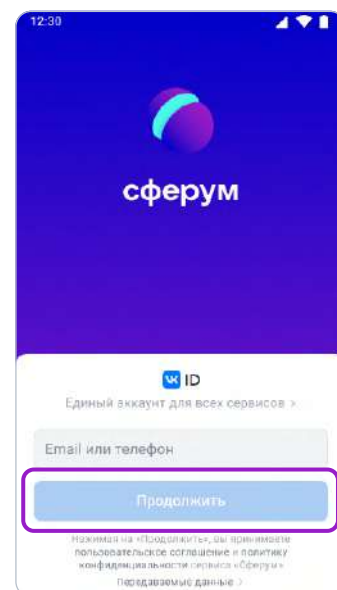 12:30
сферум
VK ID
Единый аккаунт для всех сервисов >
Email или телефон
Продолжить
Нажимая на «Продолжить», вы принимаете
пользовательское соглашение и политику
конфиденциальности сервиса «Сферум»
Передаваемые данные >